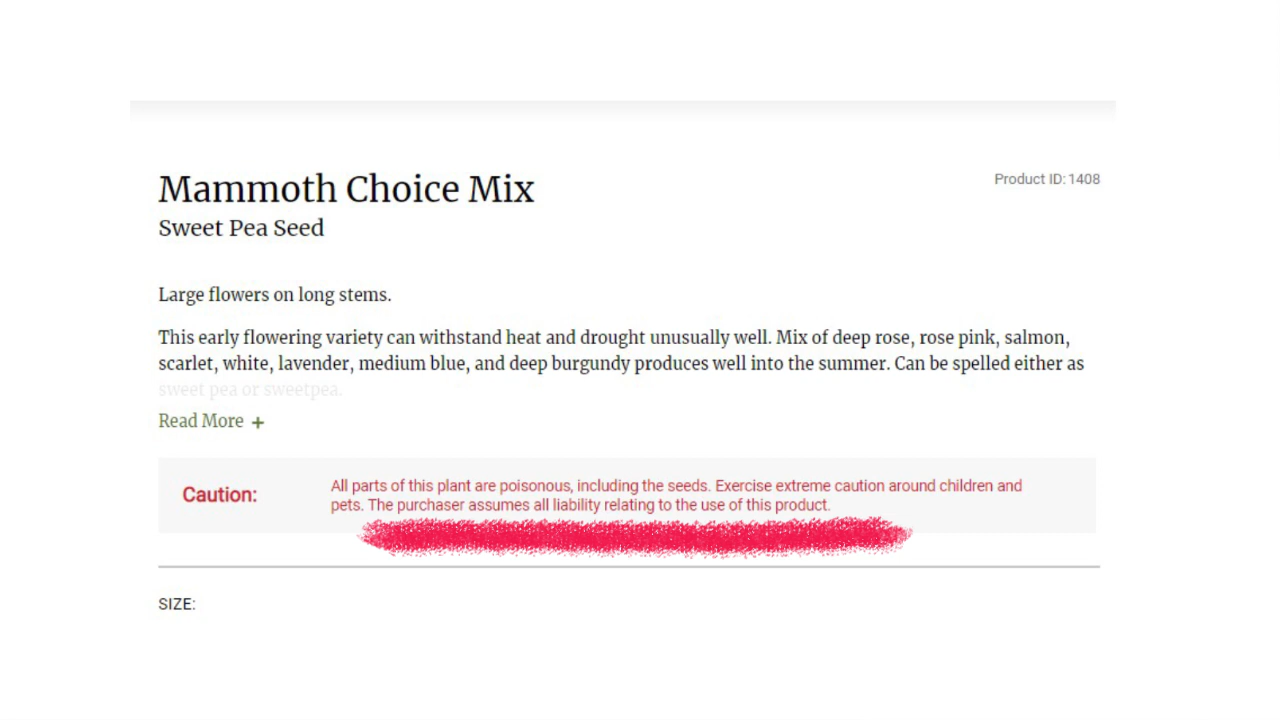 Mammoth Choice Mix
Product ID: 1408
Sweet Pea Seed
Large flowers on long stems.
This early flowering variety can withstand heat and drought unusually well. Mix of deep rose, rose pink, salmon,
scarlet, white, lavender, medium blue, and deep burgundy produces well into the summer. Can be spelled either as
sweet pea or sweetpea.
Read More +
Caution:
All parts of this plant are poisonous, including the seeds. Exercise extreme caution around children and
pets. The purchaser assumes all liability relating to the use of this product.
SIZE: